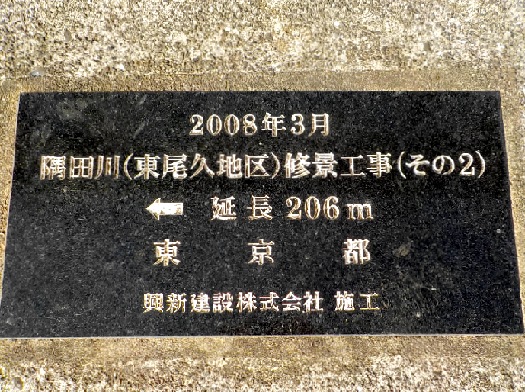 2008年3月
隅田川(東尾久地区)修景工事(その2)
← 延長 206m
東京都
興新建設株式会社 施工